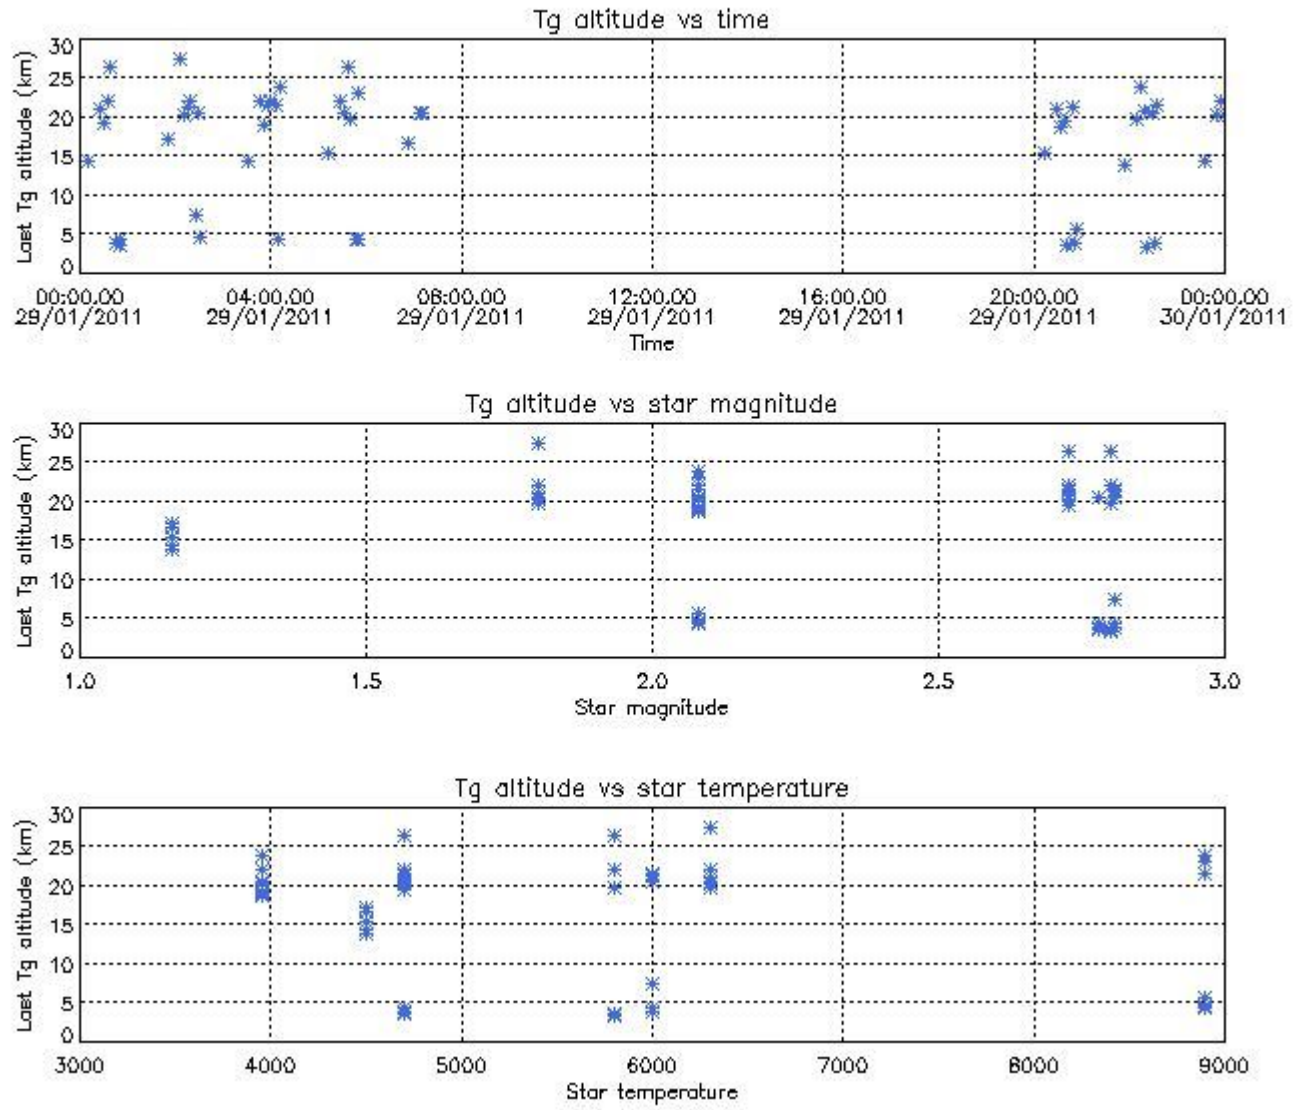 Tg altitude vs time
Last Tg altitude (km)
30
25
20
15
10
5
0
00:00.00 04:00.00 08:00.00 12:00.00 16:00.00 20:00.00 00:00.00
29/01/2011 29/01/2011 29/01/2011 29/01/2011 29/01/2011 29/01/2011 30/01/2011
Time
Tg altitude vs star magnitude
Last Tg altitude (km)
30
25
20
15
10
5
0
1.0 1.5 2.0 2.5 3.0
Star magnitude
Tg altitude vs star temperature
Last Tg altitude (km)
30
25
20
15
10
5
0
3000 4000 5000 6000 7000 8000 9000
Star temperature